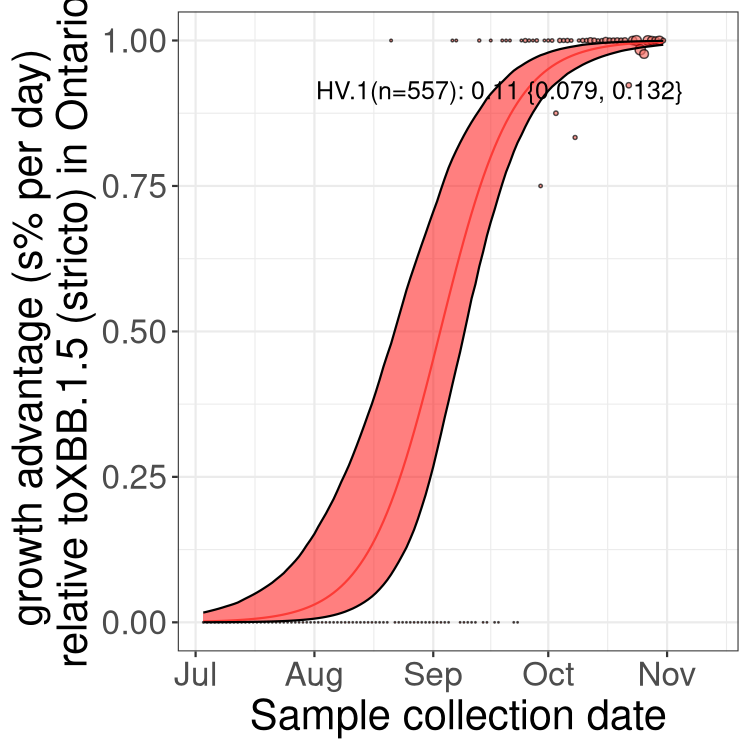 growth advantage (s% per day)
relative toXBB.1.5 (stricto) in Ontario
1.00
HV.1(n=557): 0.11 {0.079, 0.132}
0.75
0.50
0.25
0.00
Jul Aug Sep Oct Nov
Sample collection date